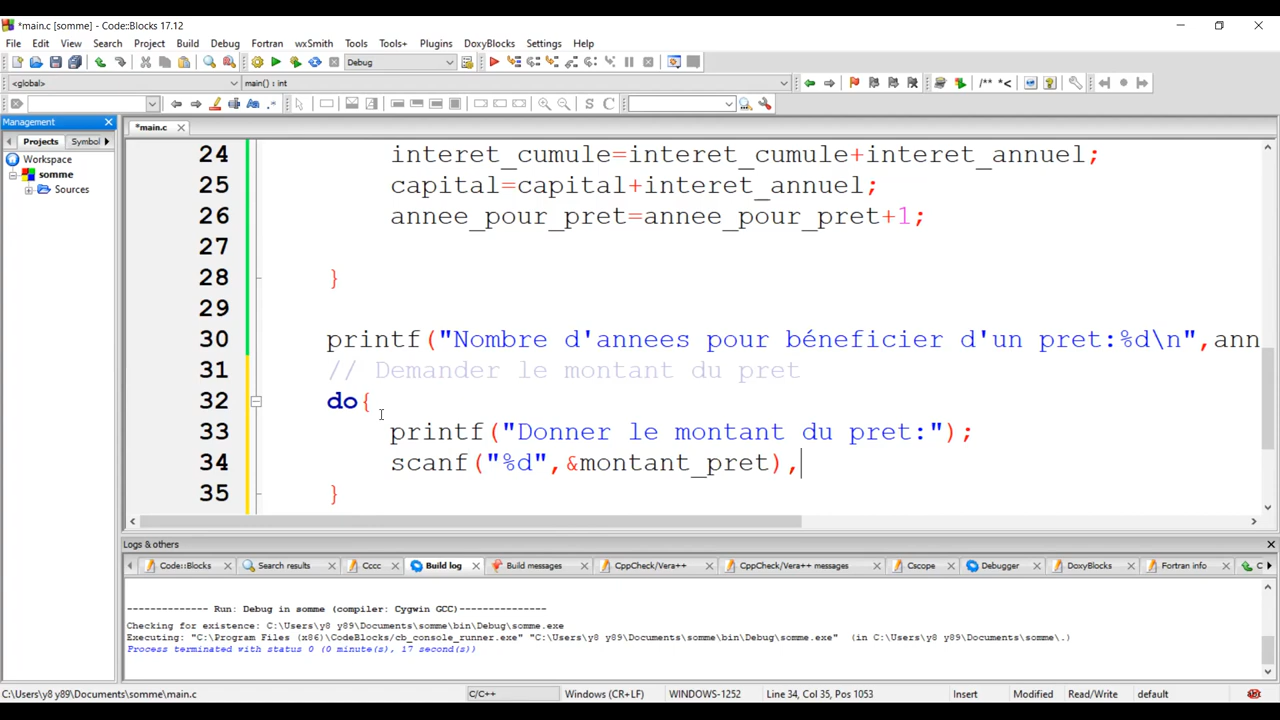 *main.c [somme] - Code::Blocks 17.12
File Edit View Search Project Build Debug Fortran wxSmith Tools Tools+ Plugins DoxyBlocks Settings Help
Debug
<global> main() : int
/** *<
S C
Management
Projects Symbol
Workspace
somme
Sources
*main.c
24 interet_cumule=interet_cumule+interet_annuel;
25 capital=capital+interet_annuel;
26 annee_pour_pret=annee_pour_pret+1;
27
28 }
29
30 printf("Nombre d'annees pour béneficier d'un pret:%d\n",ann
31 // Demander le montant du pret
32 do{
33 printf("Donner le montant du pret:");
34 scanf("%d",&montant_pret),
35 }
Logs & others
Code::Blocks Search results Cccc Build log Build messages CppCheck/Vera++ CppCheck/Vera++ messages Cscope Debugger DoxyBlocks Fortran info
-------------- Run: Debug in somme (compiler: Cygwin GCC)---------------
Checking for existence: C:\Users\y8 y89\Documents\somme\bin\Debug\somme.exe
Executing: "C:\Program Files (x86)\CodeBlocks/cb_console_runner.exe" "C:\Users\y8 y89\Documents\somme\bin\Debug\somme.exe" (in C:\Users\y8 y89\Documents\somme\.)
Process terminated with status 0 (0 minute(s), 17 second(s))
C:\Users\y8 y89\Documents\somme\main.c C/C++ Windows (CR+LF) WINDOWS-1252 Line 34, Col 35, Pos 1053 Insert Modified Read/Write default